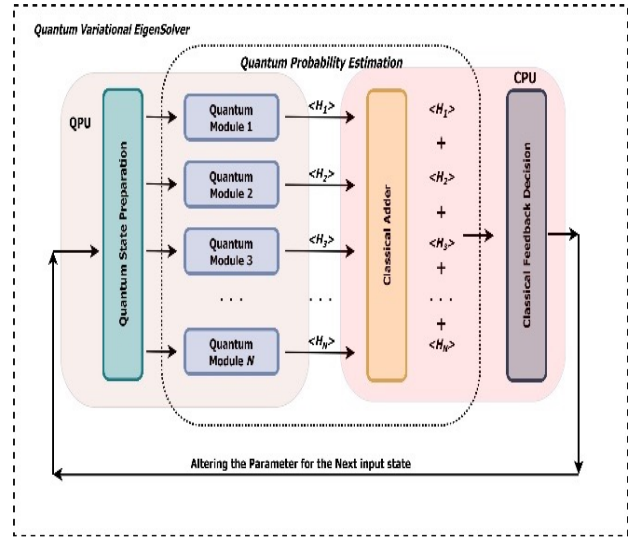 Quantum Variational EigenSolver
Quantum Probability Estimation
QPU
CPU
Quantum State Preparation
Quantum
Module 1
Quantum
Module 2
Quantum
Module 3
. . .
Quantum
Module N
<H₁>
<H₂>
<H₃>
. . .
<H_N>
Classical Adder
<H₁>
+
<H₂>
+
<H₃>
+
. . .
+
<H_N>
Classical Feedback Decision
Altering the Parameter for the Next input state